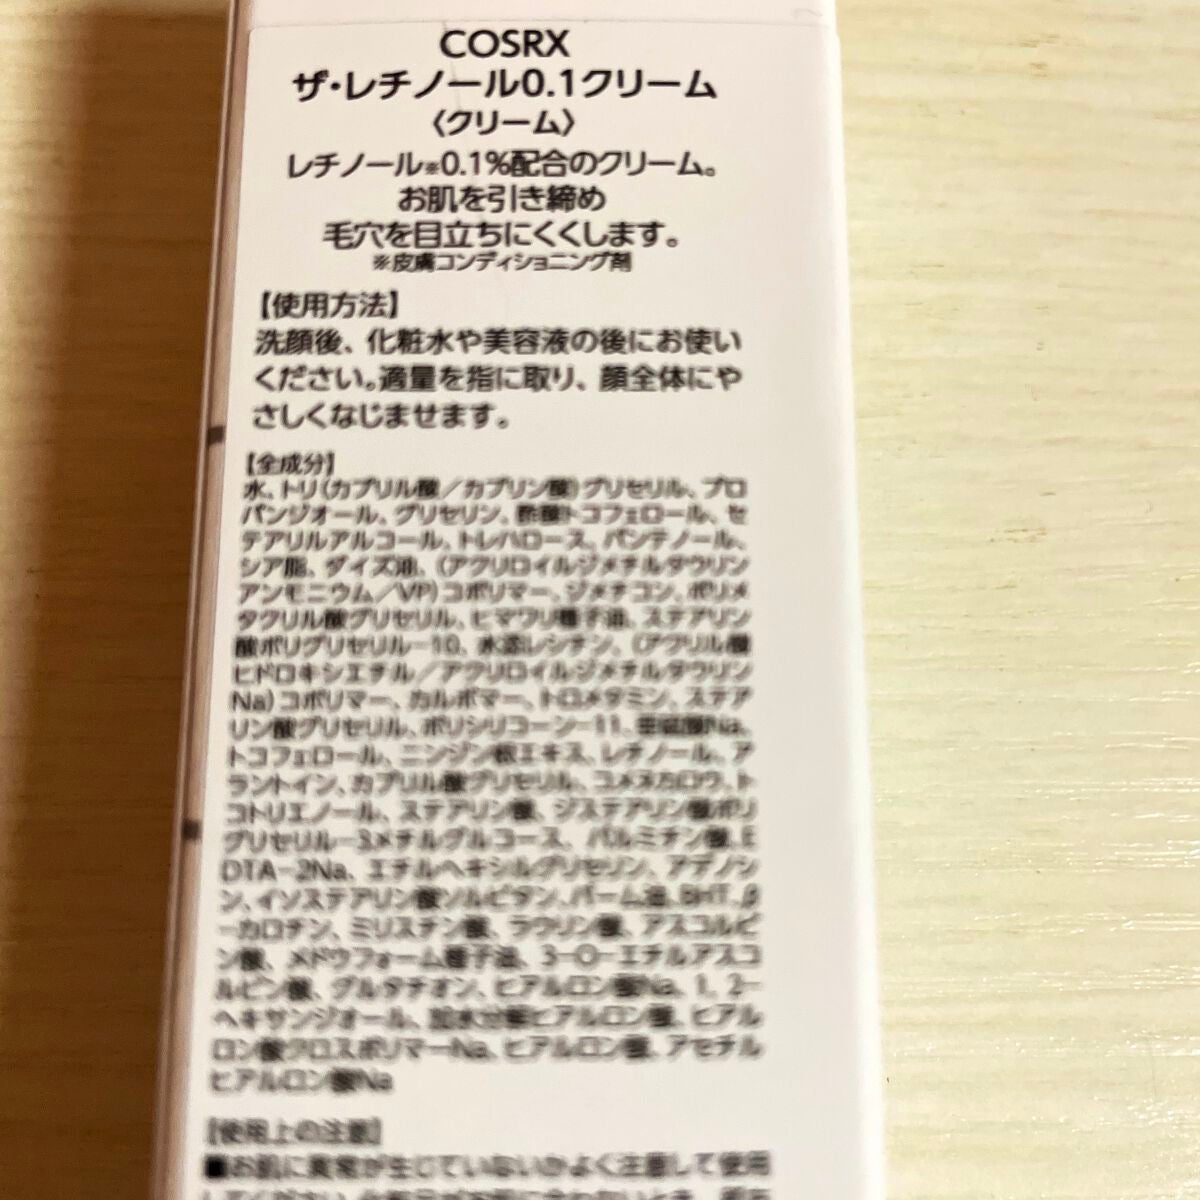 COSRX
ザ・レチノール0.1クリーム
〈クリーム〉
レチノール※0.1%配合のクリーム。
お肌を引き締め
毛穴を目立ちにくくします。
※皮膚コンディショニング剤
【使用方法】
洗顔後、化粧水や美容液の後にお使い
ください。適量を指に取り、顔全体にや
さしくなじませます。
【全成分】
水、トリ(カプリル酸/カプリン酸)グリセリル、プロ
パンジオール、グリセリン、酢酸トコフェロール、セ
テアリルアルコール、トレハロース、パンテノール、
シア脂、ダイズ油、(アクリロイルジメチルタウリン
アンモニウム/VP)コポリマー、ジメチコン、ポリメ
タクリル酸グリセリル、ヒマワリ種子油、ステアリン
酸ポリグリセリル-10、水添レシチン、(アクリル酸
ヒドロキシエチル/アクリロイルジメチルタウリン
Na)コポリマー、カルボマー、トロメタミン、ステア
リン酸グリセリル、ポリシリコーン-11、亜硫酸Na、
トコフェロール、ニンジン根エキス、レチノール、ア
ラントイン、カプリル酸グリセリル、コメヌカロウ、ト
コトリエノール、ステアリン酸、ジステアリン酸ポリ
グリセリル-3メチルグルコース、パルミチン酸、E
DTA-2Na、エチルヘキシルグリセリン、アデノシ
ン、イソステアリン酸ソルビタン、パーム油、BHT、β
-カロチン、ミリスチン酸、ラウリン酸、アスコルビ
ン酸、メドウフォーム種子油、3-O-エチルアスコ
ルビン酸、グルタチオン、ヒアルロン酸Na、1,2-
ヘキサンジオール、加水分解ヒアルロン酸、ヒアル
ロン酸クロスポリマーNa、ヒアルロン酸、アセチル
ヒアルロン酸Na
【使用上の注意】
■お肌に異常が生じていないかよく注意して使用
してください。